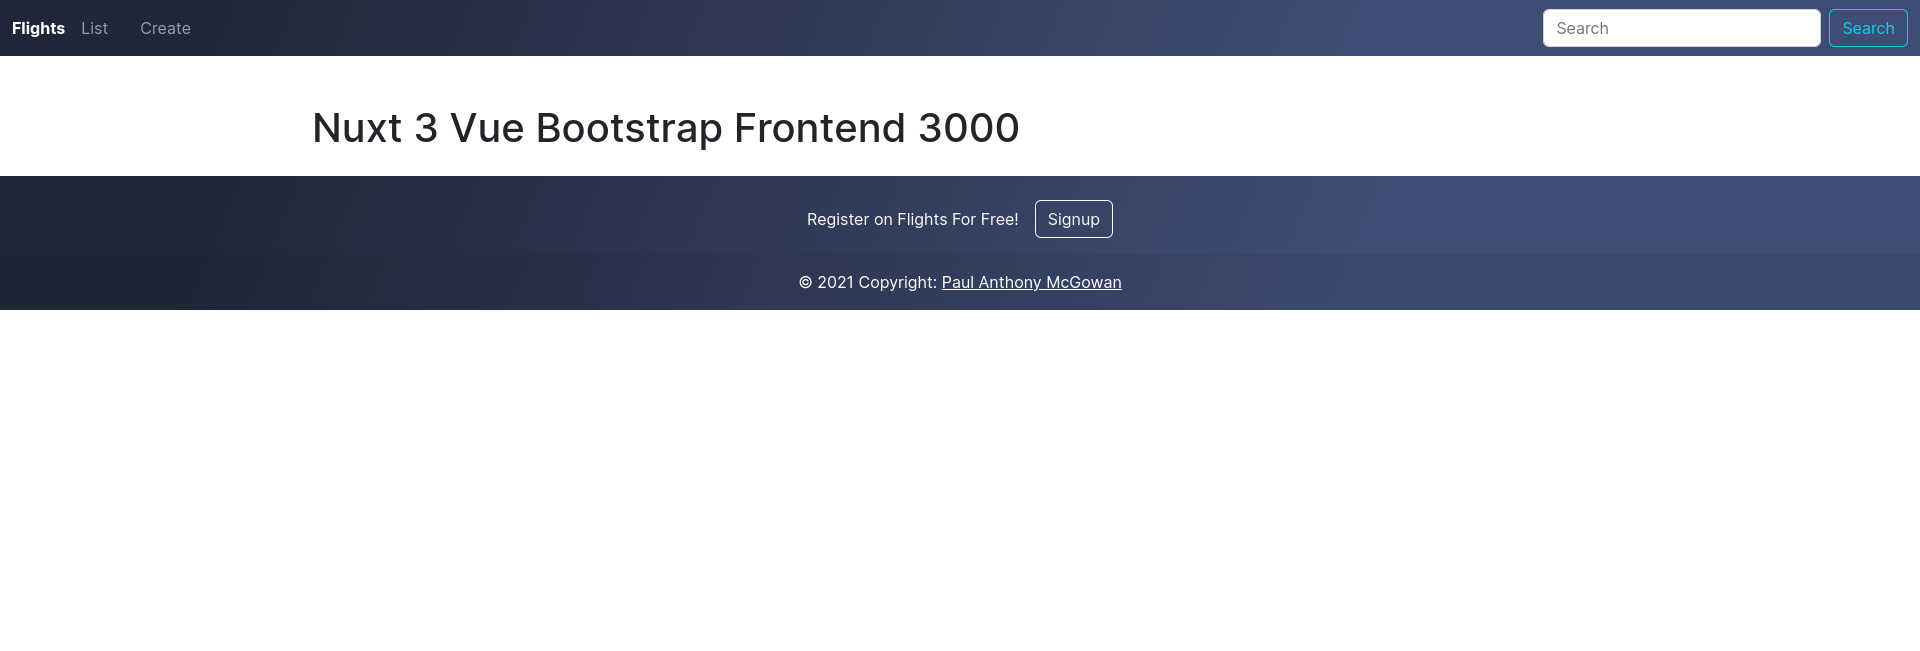 Flights List Create Search Search
Nuxt 3 Vue Bootstrap Frontend 3000
Register on Flights For Free! Signup
© 2021 Copyright: Paul Anthony McGowan